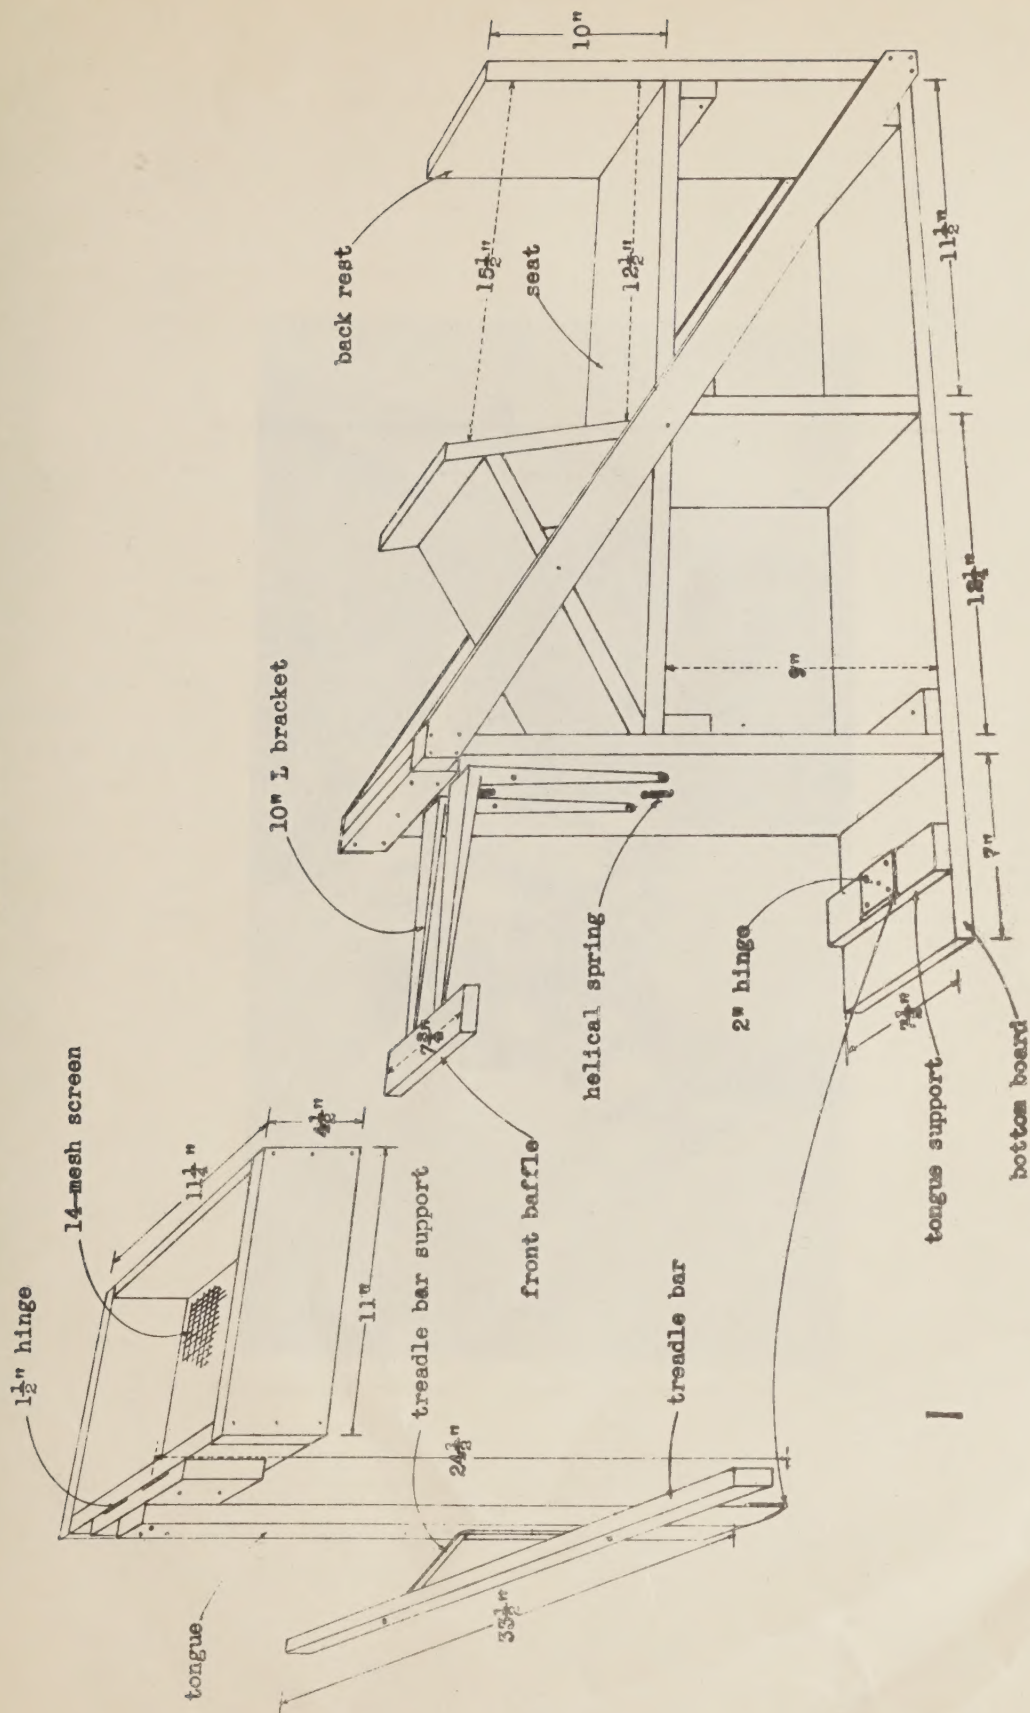 10"
back rest
15½"
seat
12½"
11½"
10" L bracket
9"
helical spring
2" hinge
7"
7½"
tongue support
bottom board
14-mesh screen
1½" hinge
11¼"
4½"
11"
front baffle
treadle bar support
24½"
treadle bar
tongue
33½"